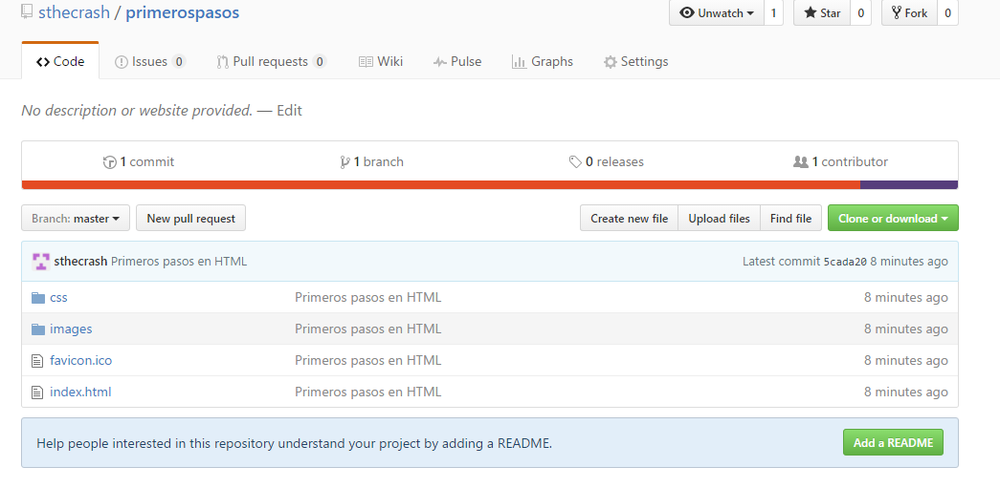 sthecrash / primerospasos Unwatch 1 Star 0 Fork 0
Code Issues 0 Pull requests 0 Wiki Pulse Graphs Settings
No description or website provided. — Edit
1 commit 1 branch 0 releases 1 contributor
Branch: master New pull request Create new file Upload files Find file Clone or download
sthecrash Primeros pasos en HTML Latest commit 5cada20 8 minutes ago
css Primeros pasos en HTML 8 minutes ago
images Primeros pasos en HTML 8 minutes ago
favicon.ico Primeros pasos en HTML 8 minutes ago
index.html Primeros pasos en HTML 8 minutes ago
Help people interested in this repository understand your project by adding a README. Add a README